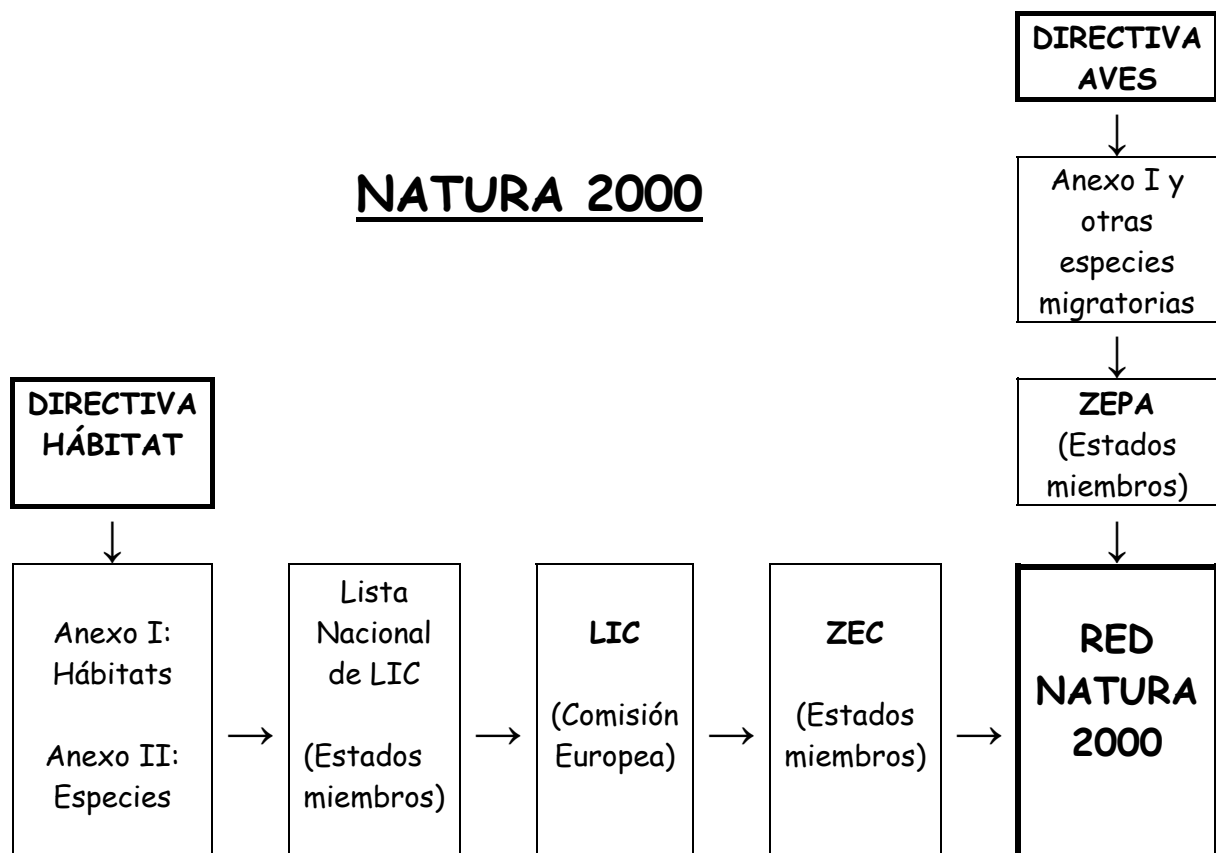 DIRECTIVA
AVES
↓
NATURA 2000
Anexo I y
otras
especies
migratorias
↓
DIRECTIVA
HÁBITAT
ZEPA
(Estados
miembros)
↓
↓
Anexo I:
Hábitats
Anexo II:
Especies
→
Lista
Nacional
de LIC
(Estados
miembros)
→
LIC
(Comisión
Europea)
→
ZEC
(Estados
miembros)
→
RED
NATURA
2000